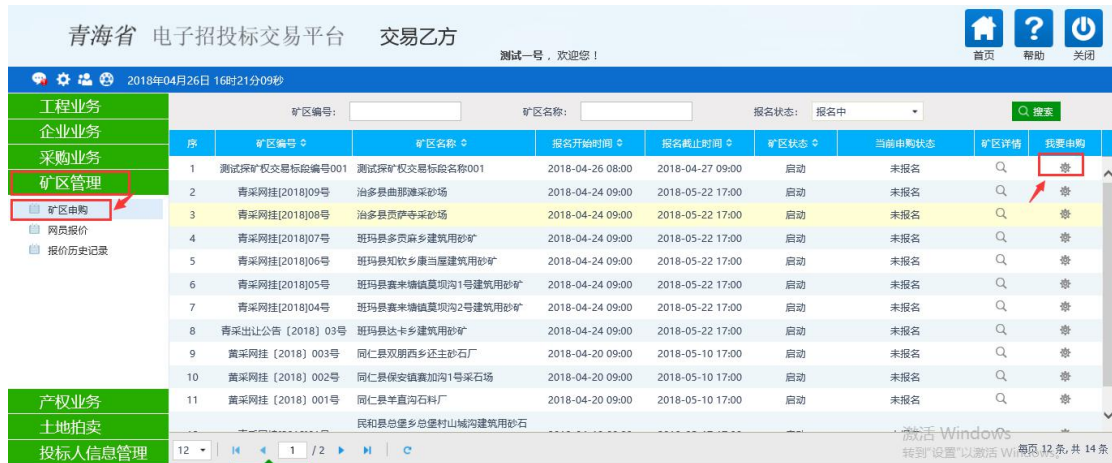 青海省 电子招投标交易平台 交易乙方
测试一号，欢迎您！
首页 帮助 关闭
2018年04月26日 16时21分09秒
工程业务
企业业务
采购业务
矿区管理
矿区申购
网员报价
报价历史记录
产权业务
土地拍卖
投标人信息管理
矿区编号: 矿区名称: 报名状态: 报名中 搜索
序 矿区编号 矿区名称 报名开始时间 报名截止时间 矿区状态 当前申购状态 矿区详情 我要申购
1 测试探矿权交易标段编号001 测试探矿权交易标段名称001 2018-04-26 08:00 2018-04-27 09:00 启动 未报名
2 青采网挂[2018]09号 治多县曲那滩采砂场 2018-04-24 09:00 2018-05-22 17:00 启动 未报名
3 青采网挂[2018]08号 治多县贡萨寺采砂场 2018-04-24 09:00 2018-05-22 17:00 启动 未报名
4 青采网挂[2018]07号 班玛县多贡麻乡建筑用砂矿 2018-04-24 09:00 2018-05-22 17:00 启动 未报名
5 青采网挂[2018]06号 班玛县知钦乡康当屋建筑用砂矿 2018-04-24 09:00 2018-05-22 17:00 启动 未报名
6 青采网挂[2018]05号 班玛县赛来塘镇莫坝沟1号建筑用砂矿 2018-04-24 09:00 2018-05-22 17:00 启动 未报名
7 青采网挂[2018]04号 班玛县赛来塘镇莫坝沟2号建筑用砂矿 2018-04-24 09:00 2018-05-22 17:00 启动 未报名
8 青采出让公告〔2018〕03号 班玛县达卡乡建筑用砂矿 2018-04-24 09:00 2018-05-22 17:00 启动 未报名
9 黄采网挂〔2018〕003号 同仁县双朋西乡还主砂石厂 2018-04-20 09:00 2018-05-10 17:00 启动 未报名
10 黄采网挂〔2018〕002号 同仁县保安镇赛加沟1号采石场 2018-04-20 09:00 2018-05-10 17:00 启动 未报名
11 黄采网挂〔2018〕001号 同仁县羊直沟石料厂 2018-04-20 09:00 2018-05-10 17:00 启动 未报名
民和县总堡乡总堡村山城沟建筑用砂石
激活 Windows
转到"设置"以激活 Windows。
12 1 /2 每页 12 条,共 14 条